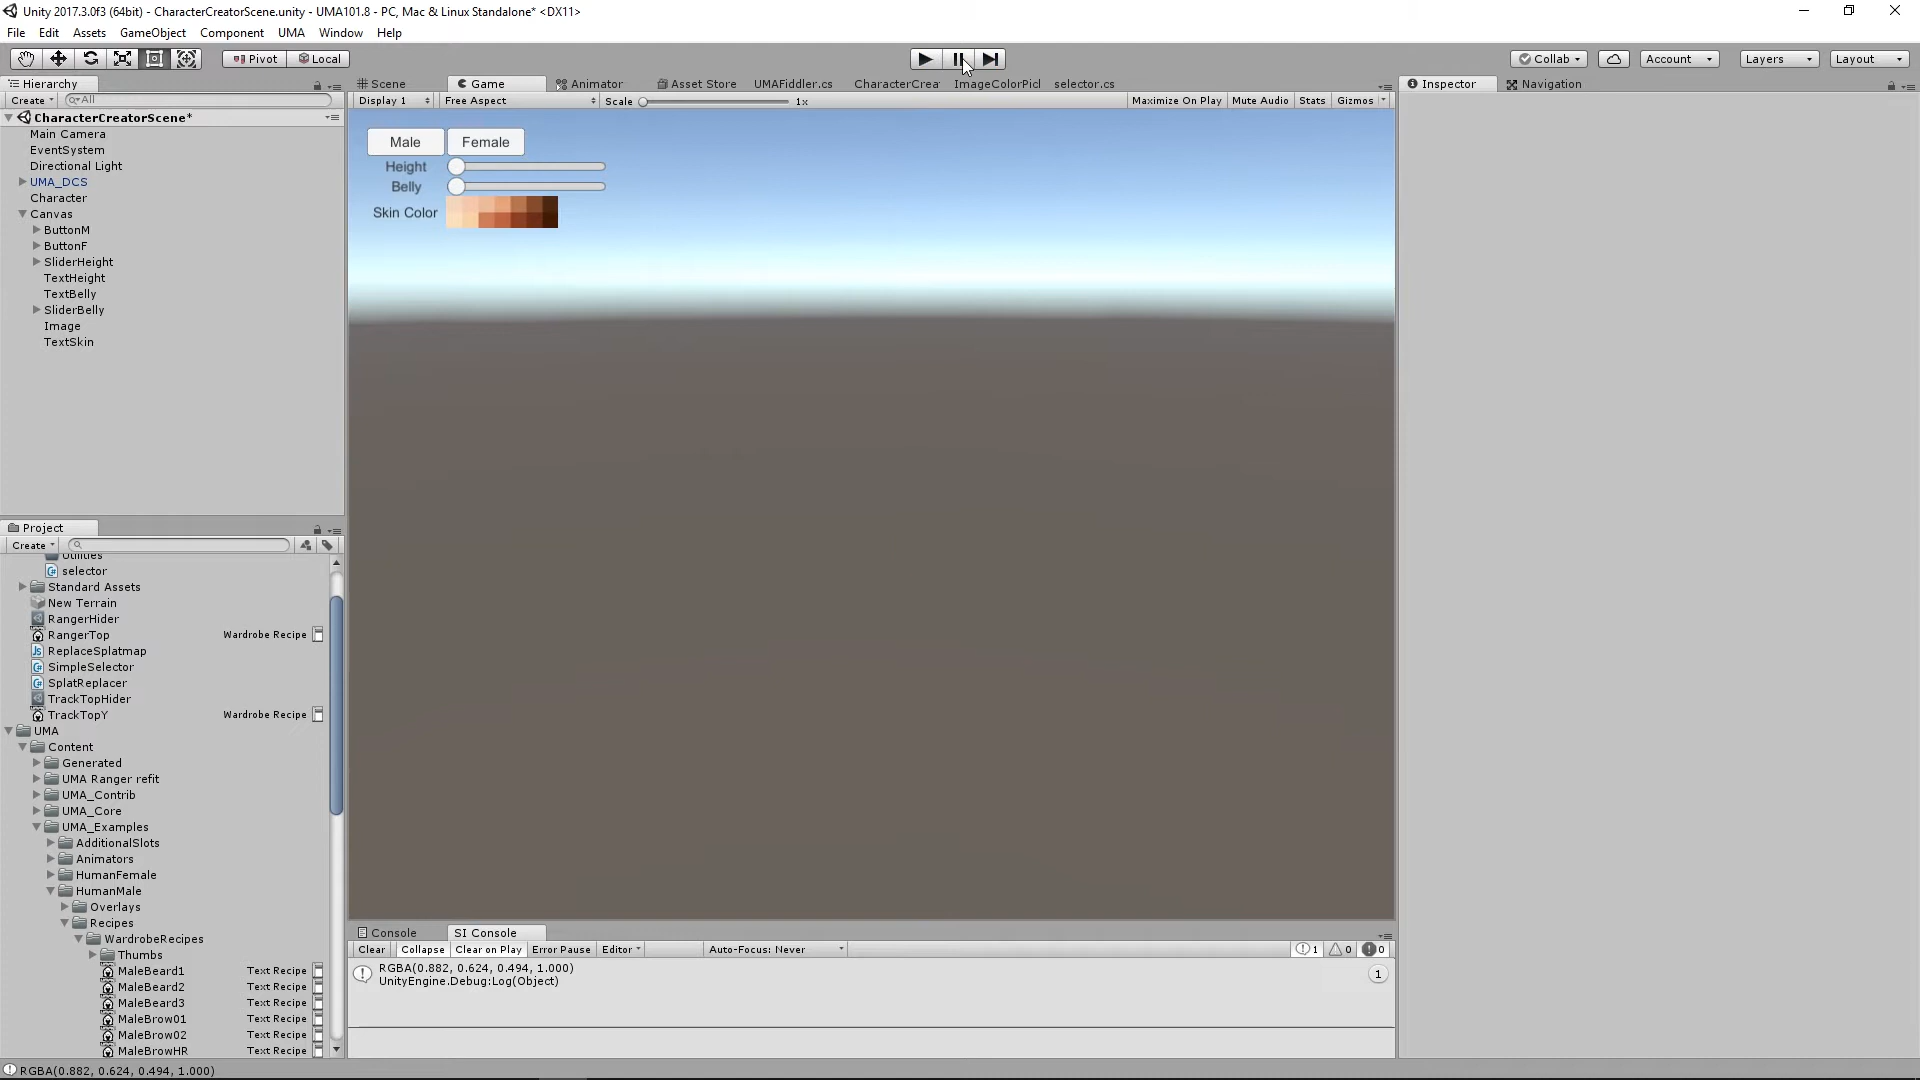 Unity 2017.3.0f3 (64bit) - CharacterCreatorScene.unity - UMA101.8 - PC, Mac & Linux Standalone* <DX11>
File Edit Assets GameObject Component UMA Window Help
Pivot Local Collab Account Layers Layout
Hierarchy
Create All
CharacterCreatorScene*
Main Camera
EventSystem
Directional Light
UMA_DCS
Character
Canvas
ButtonM
ButtonF
SliderHeight
TextHeight
TextBelly
SliderBelly
Image
TextSkin
Scene Game Animator Asset Store UMAFiddler.cs CharacterCrear ImageColorPicl selector.cs
Display 1 Free Aspect Scale 1x Maximize On Play Mute Audio Stats Gizmos
Male Female
Height
Belly
Skin Color
Inspector Navigation
Project
Create
Utilities
selector
Standard Assets
New Terrain
RangerHider
RangerTop Wardrobe Recipe
ReplaceSplatmap
SimpleSelector
SplatReplacer
TrackTopHider
TrackTopY Wardrobe Recipe
UMA
Content
Generated
UMA Ranger refit
UMA_Contrib
UMA_Core
UMA_Examples
AdditionalSlots
Animators
HumanFemale
HumanMale
Overlays
Recipes
WardrobeRecipes
Thumbs
MaleBeard1 Text Recipe
MaleBeard2 Text Recipe
MaleBeard3 Text Recipe
MaleBrow01 Text Recipe
MaleBrow02 Text Recipe
MaleBrowHR Text Recipe
Console SI Console
Clear Collapse Clear on Play Error Pause Editor Auto-Focus: Never 1 0 0
RGBA(0.882, 0.624, 0.494, 1.000)
UnityEngine.Debug:Log(Object)
1
RGBA(0.882, 0.624, 0.494, 1.000)